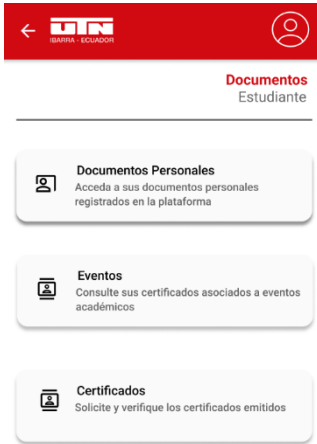 UTN
IBARRA - ECUADOR
Documentos
Estudiante
Documentos Personales
Acceda a sus documentos personales
registrados en la plataforma
Eventos
Consulte sus certificados asociados a eventos
académicos
Certificados
Solicite y verifique los certificados emitidos